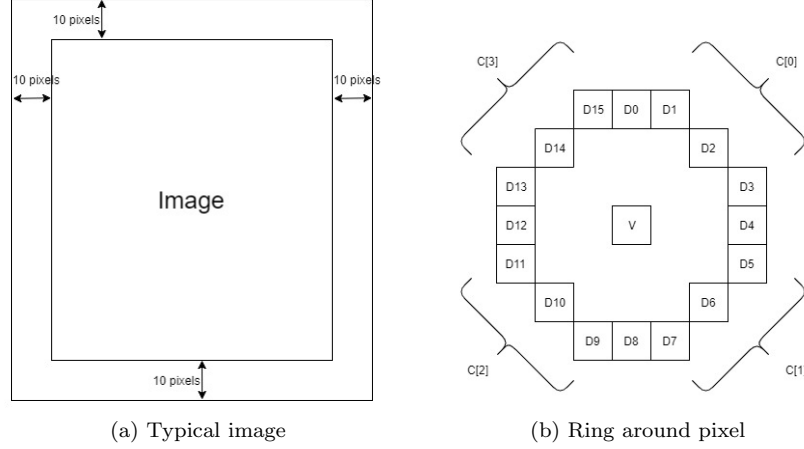 10 pixels
10 pixels
10 pixels
Image
10 pixels
(a) Typical image
C[3]
C[0]
D15 D0 D1
D14 D2
D13 D3
D12 V D4
D11 D5
D10 D6
D9 D8 D7
C[2]
C[1]
(b) Ring around pixel